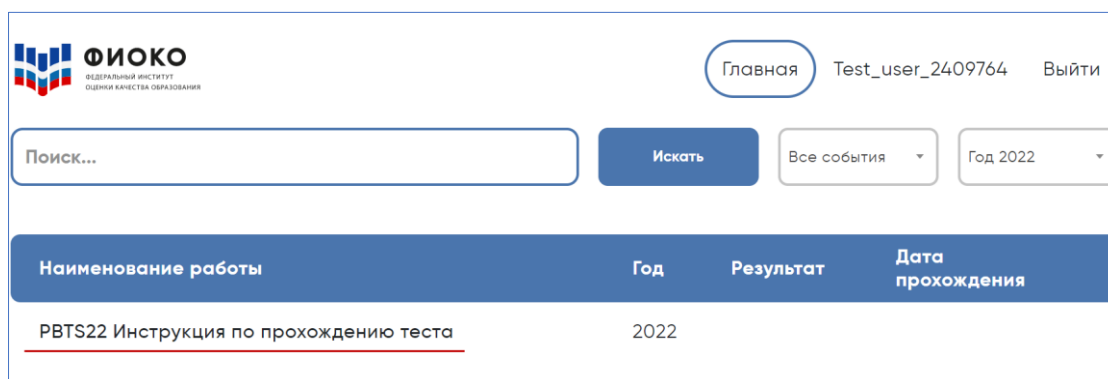 ФИОКО
ФЕДЕРАЛЬНЫЙ ИНСТИТУТ
ОЦЕНКИ КАЧЕСТВА ОБРАЗОВАНИЯ
Главная Test_user_2409764 Выйти
Поиск... Искать Все события Год 2022
Наименование работы Год Результат Дата
прохождения
PBTS22 Инструкция по прохождению теста 2022